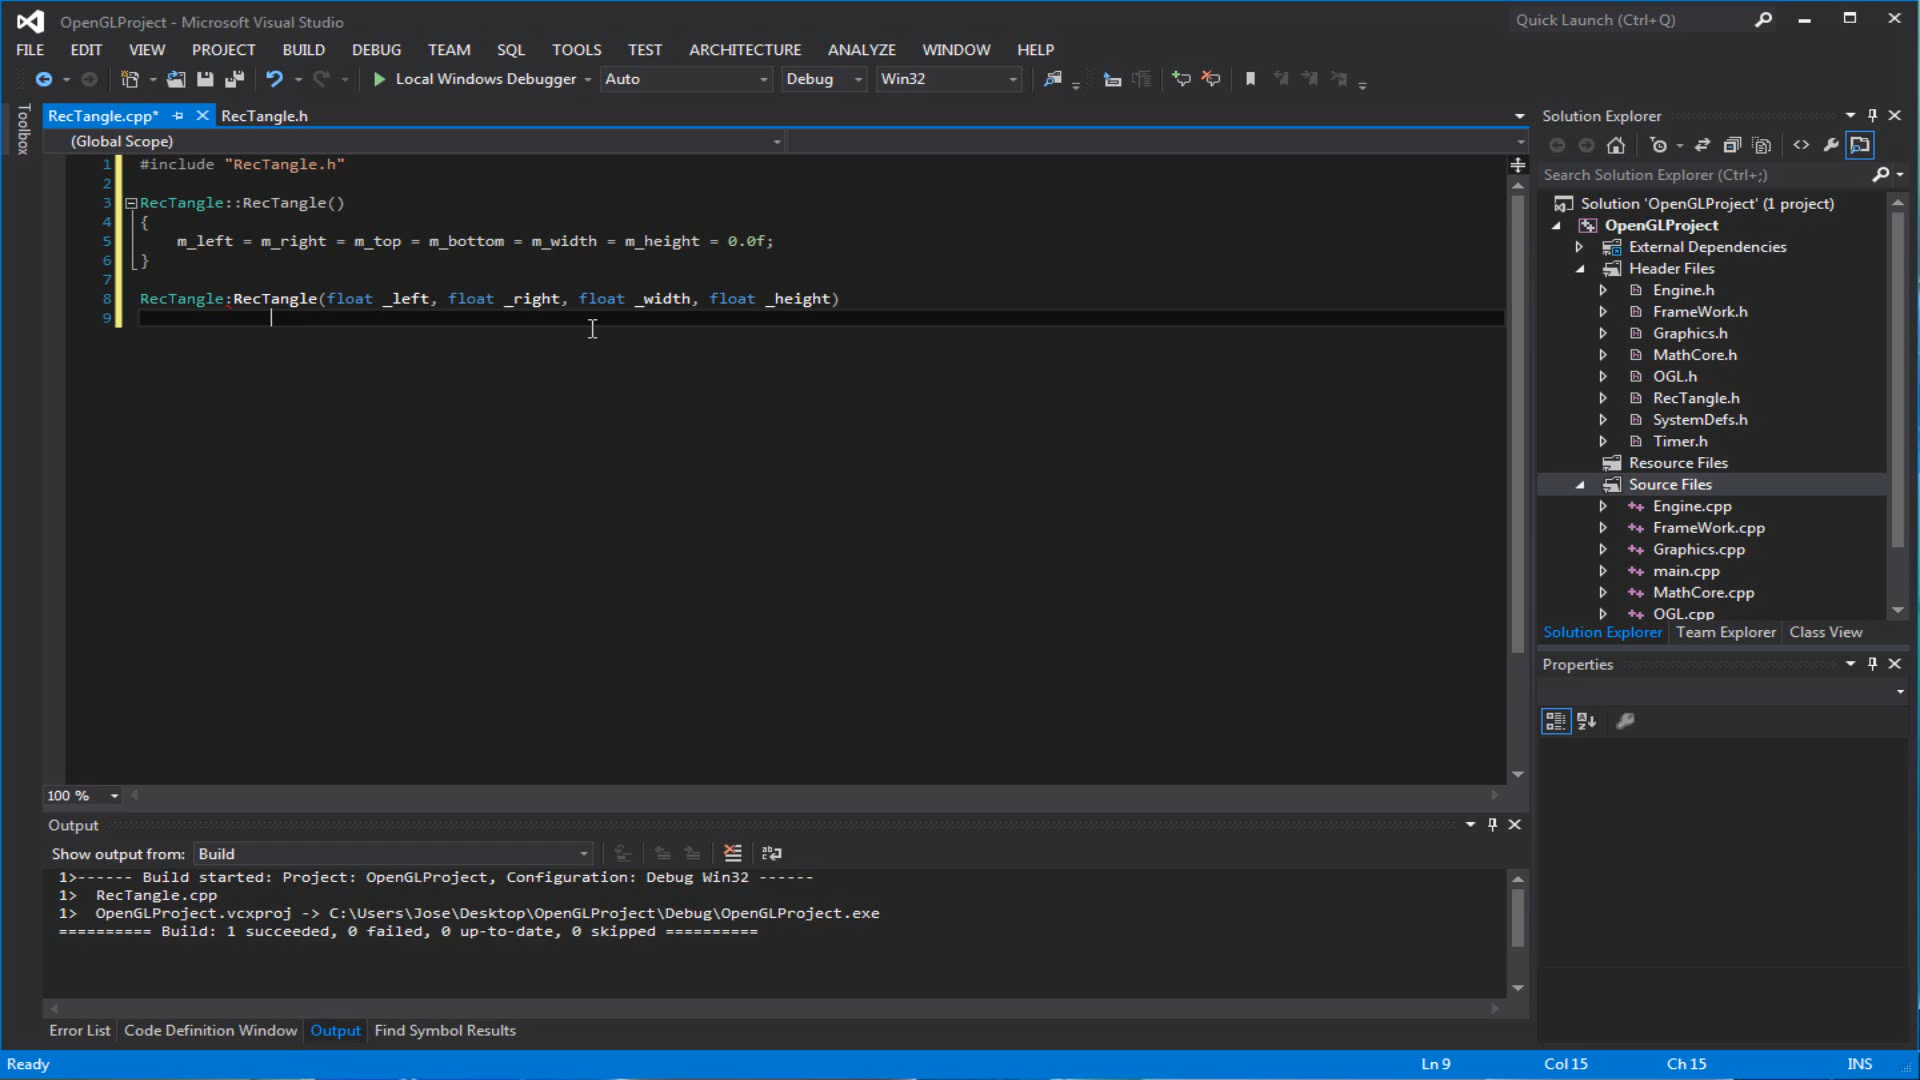 OpenGLProject - Microsoft Visual Studio
Quick Launch (Ctrl+Q)
FILE EDIT VIEW PROJECT BUILD DEBUG TEAM SQL TOOLS TEST ARCHITECTURE ANALYZE WINDOW HELP
Local Windows Debugger Auto Debug Win32
Toolbox
RecTangle.cpp* RecTangle.h
(Global Scope)
1 #include "RecTangle.h"
2
3 RecTangle::RecTangle()
4 {
5 m_left = m_right = m_top = m_bottom = m_width = m_height = 0.0f;
6 }
7
8 RecTangle:RecTangle(float _left, float _right, float _width, float _height)
9
100 %
Solution Explorer
Search Solution Explorer (Ctrl+;)
Solution 'OpenGLProject' (1 project)
OpenGLProject
External Dependencies
Header Files
Engine.h
FrameWork.h
Graphics.h
MathCore.h
OGL.h
RecTangle.h
SystemDefs.h
Timer.h
Resource Files
Source Files
Engine.cpp
FrameWork.cpp
Graphics.cpp
main.cpp
MathCore.cpp
OGL.cpp
Solution Explorer Team Explorer Class View
Properties
Output
Show output from: Build
1>------ Build started: Project: OpenGLProject, Configuration: Debug Win32 ------
1> RecTangle.cpp
1> OpenGLProject.vcxproj -> C:\Users\Jose\Desktop\OpenGLProject\Debug\OpenGLProject.exe
========== Build: 1 succeeded, 0 failed, 0 up-to-date, 0 skipped ==========
Error List Code Definition Window Output Find Symbol Results
Ready Ln 9 Col 15 Ch 15 INS